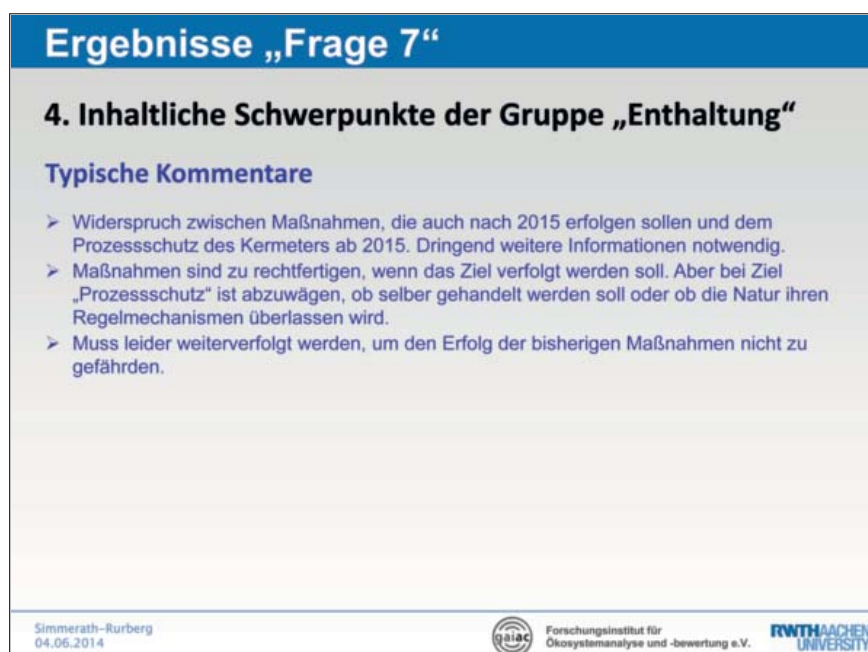 Ergebnisse „Frage 7“
4. Inhaltliche Schwerpunkte der Gruppe „Enthaltung“
Typische Kommentare
➢ Widerspruch zwischen Maßnahmen, die auch nach 2015 erfolgen sollen und dem
Prozessschutz des Kermeters ab 2015. Dringend weitere Informationen notwendig.
➢ Maßnahmen sind zu rechtfertigen, wenn das Ziel verfolgt werden soll. Aber bei Ziel
„Prozessschutz“ ist abzuwägen, ob selber gehandelt werden soll oder ob die Natur ihren
Regelmechanismen überlassen wird.
➢ Muss leider weiterverfolgt werden, um den Erfolg der bisherigen Maßnahmen nicht zu
gefährden.
Simmerath-Rurberg
04.06.2014
gaiac
Forschungsinstitut für
Ökosystemanalyse und -bewertung e.V.
RWTHAACHEN
UNIVERSITY